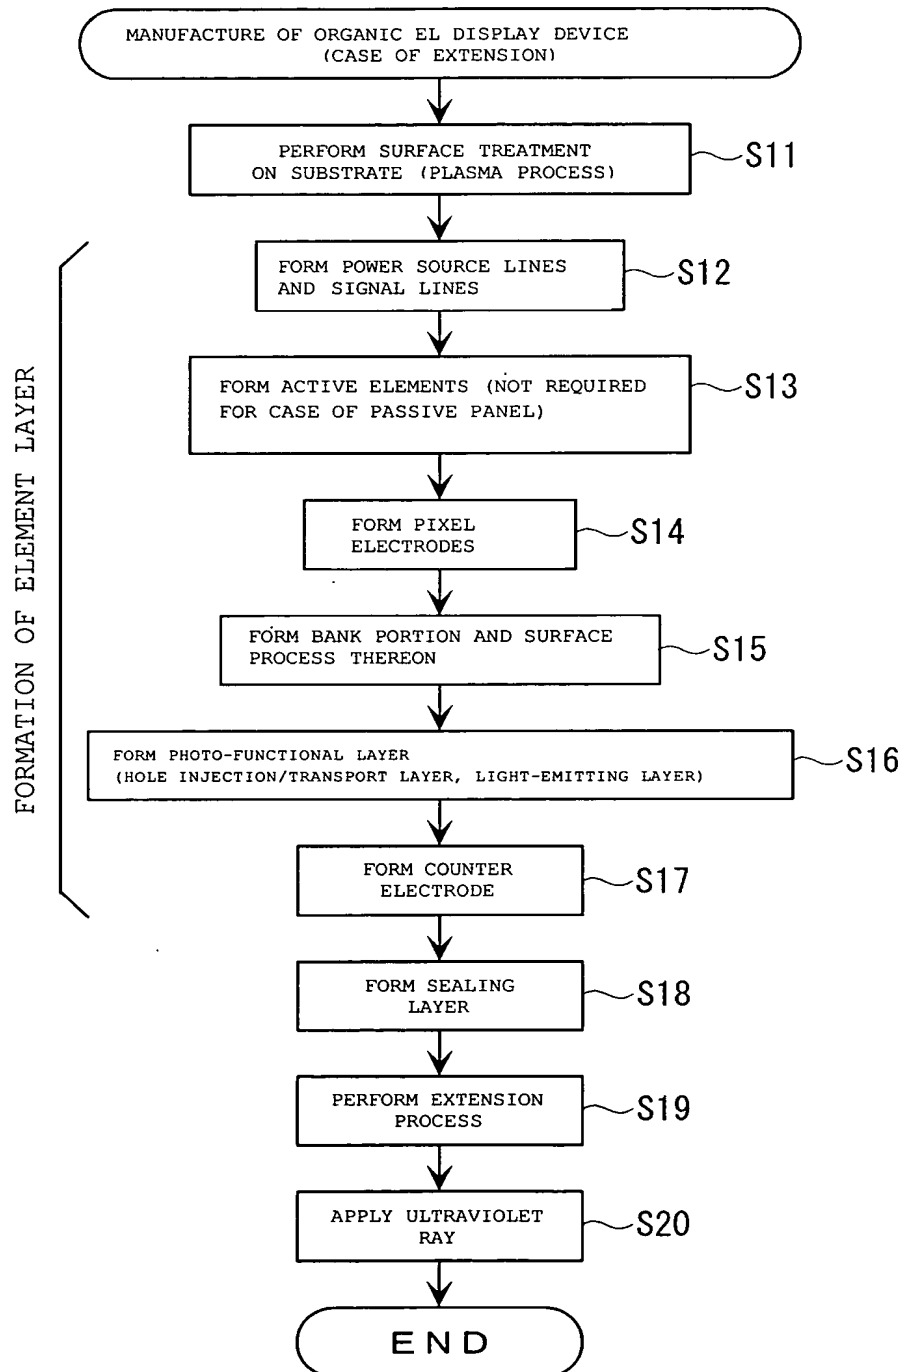 MANUFACTURE OF ORGANIC EL DISPLAY DEVICE
(CASE OF EXTENSION)
PERFORM SURFACE TREATMENT
ON SUBSTRATE (PLASMA PROCESS)
S11
FORM POWER SOURCE LINES
AND SIGNAL LINES
S12
FORM ACTIVE ELEMENTS (NOT REQUIRED
FOR CASE OF PASSIVE PANEL)
S13
FORM PIXEL
ELECTRODES
S14
FORM BANK PORTION AND SURFACE
PROCESS THEREON
S15
FORM PHOTO-FUNCTIONAL LAYER
(HOLE INJECTION/TRANSPORT LAYER, LIGHT-EMITTING LAYER)
S16
FORM COUNTER
ELECTRODE
S17
FORMATION OF ELEMENT LAYER
FORM SEALING
LAYER
S18
PERFORM EXTENSION
PROCESS
S19
APPLY ULTRAVIOLET
RAY
S20
END